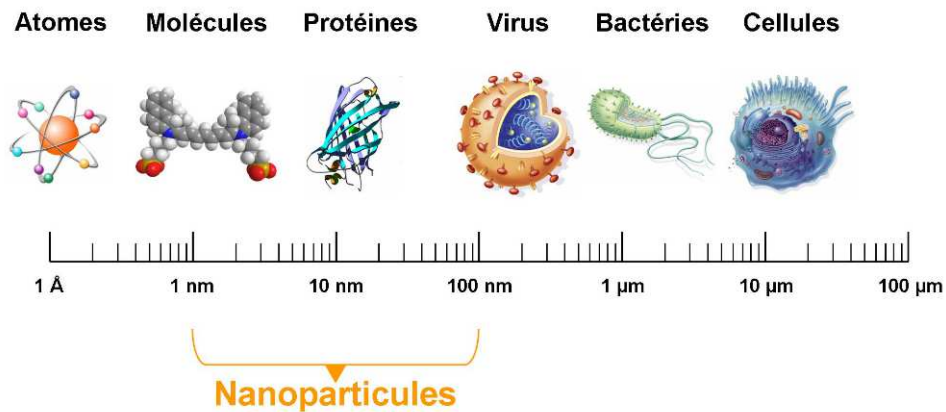 Atomes Molécules Protéines Virus Bactéries Cellules
1 Å 1 nm 10 nm 100 nm 1 µm 10 µm 100 µm
Nanoparticules